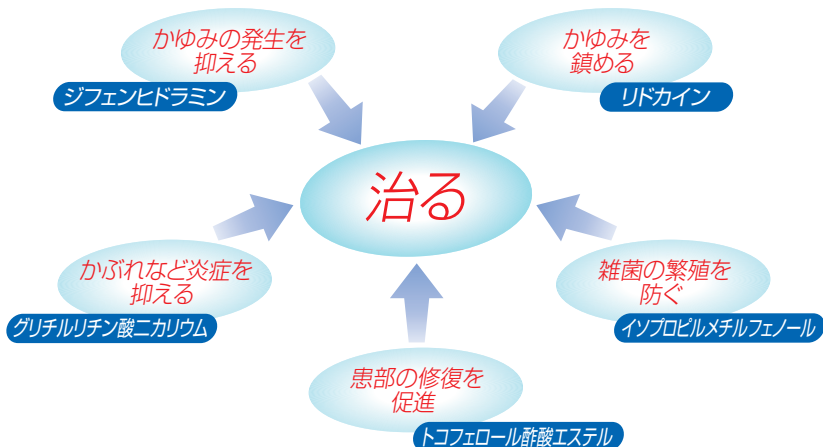 かゆみの発生を
抑える
ジフェンヒドラミン
かゆみを
鎮める
リドカイン
治る
かぶれなど炎症を
抑える
グリチルリチン酸二カリウム
雑菌の繁殖を
防ぐ
イソプロピルメチルフェノール
患部の修復を
促進
トコフェロール酢酸エステル